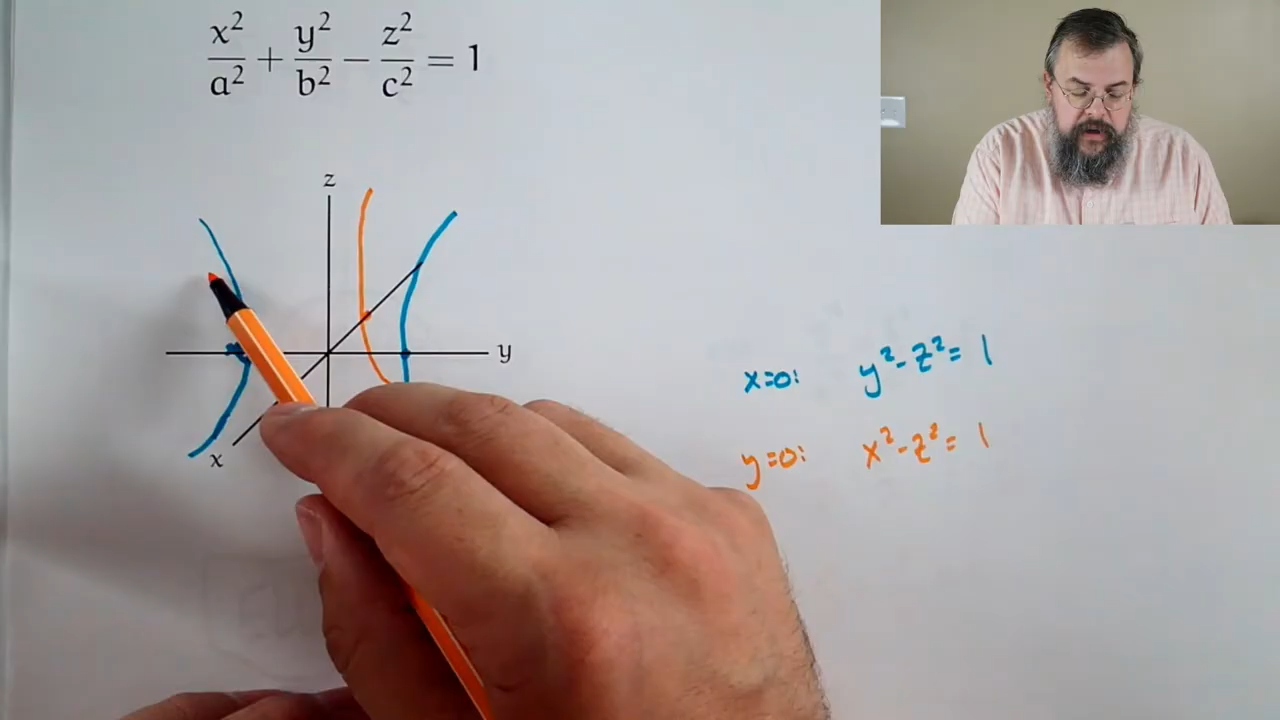 x²/a² + y²/b² − z²/c² = 1
z
y
x
x=0: y²-z²= 1
y=0: x²-z²= 1